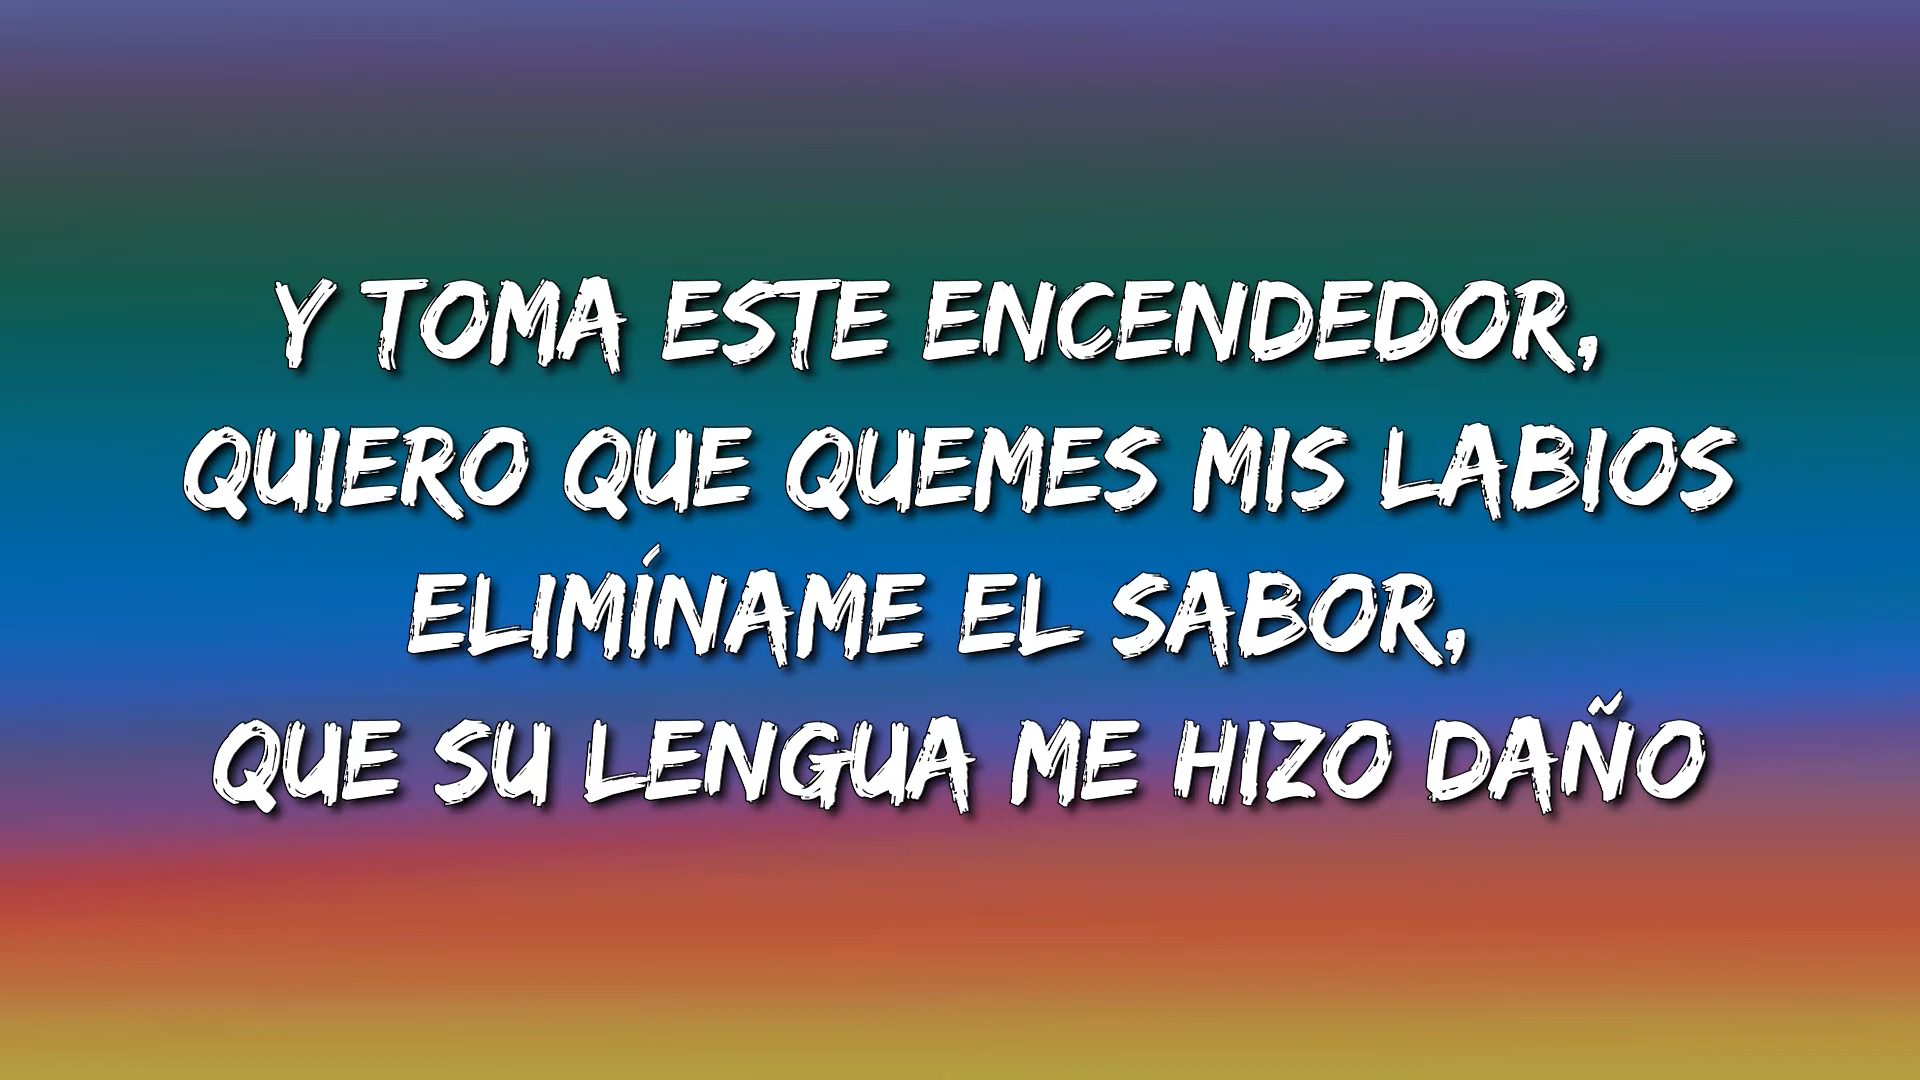 Y TOMA ESTE ENCENDEDOR,
QUIERO QUE QUEMES MIS LABIOS
ELIMÍNAME EL SABOR,
QUE SU LENGUA ME HIZO DAÑO